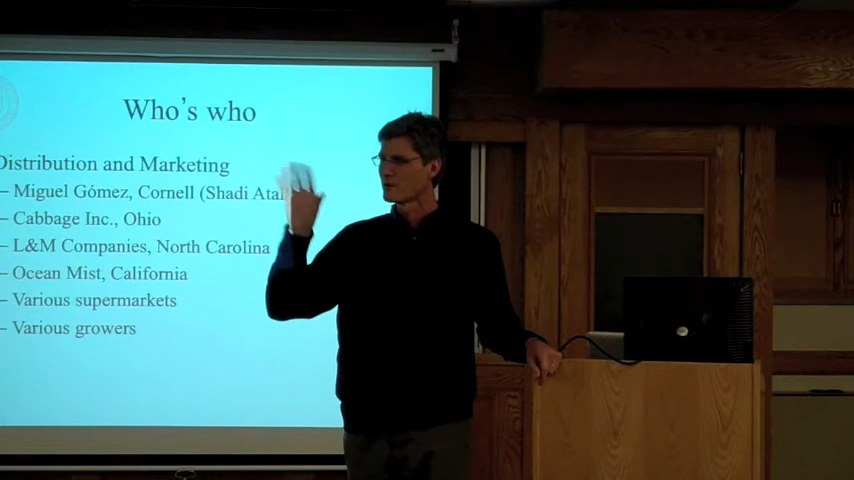 Who's who
Distribution and Marketing
– Miguel Gómez, Cornell (Shadi
– Cabbage Inc., Ohio
– L&M Companies, North Carolina
– Ocean Mist, California
– Various supermarkets
– Various growers